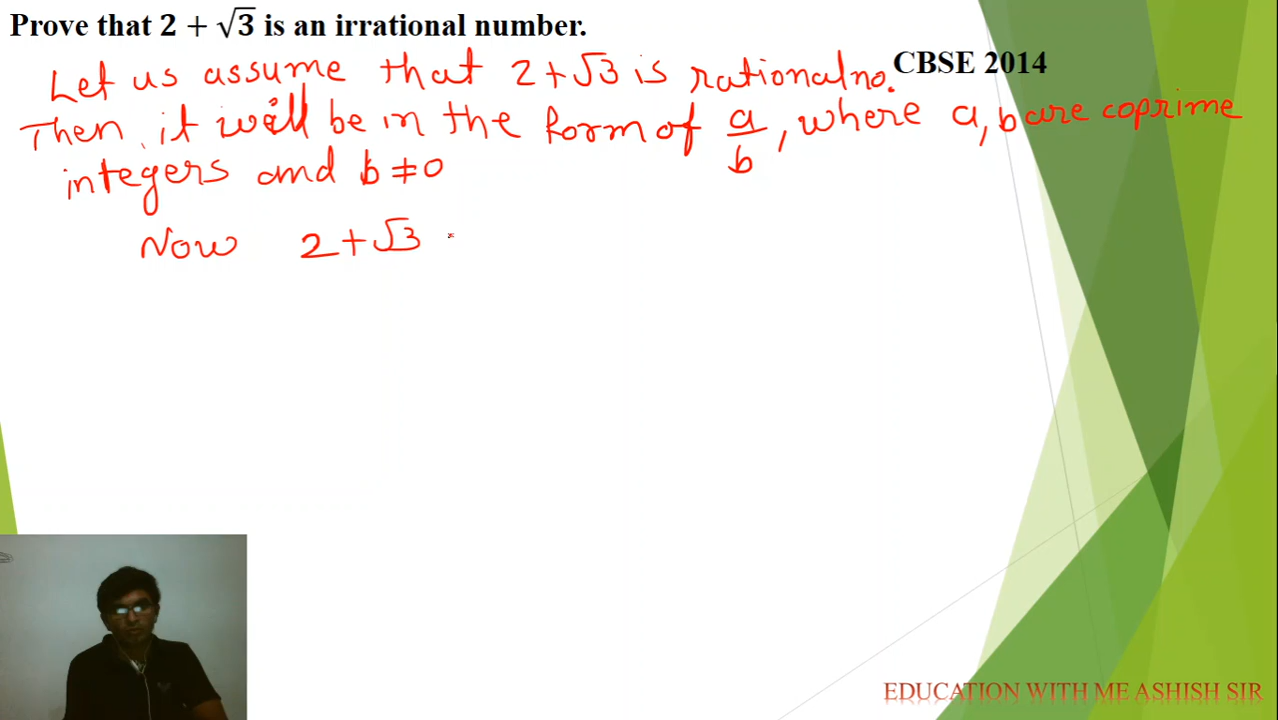 Prove that 2 + √3 is an irrational number.
CBSE 2014
Let us assume that 2+√3 is rational no.
Then, it will be in the form of a/b, where a, b are coprime
integers and b ≠ 0
Now 2+√3
EDUCATION WITH ME ASHISH SIR